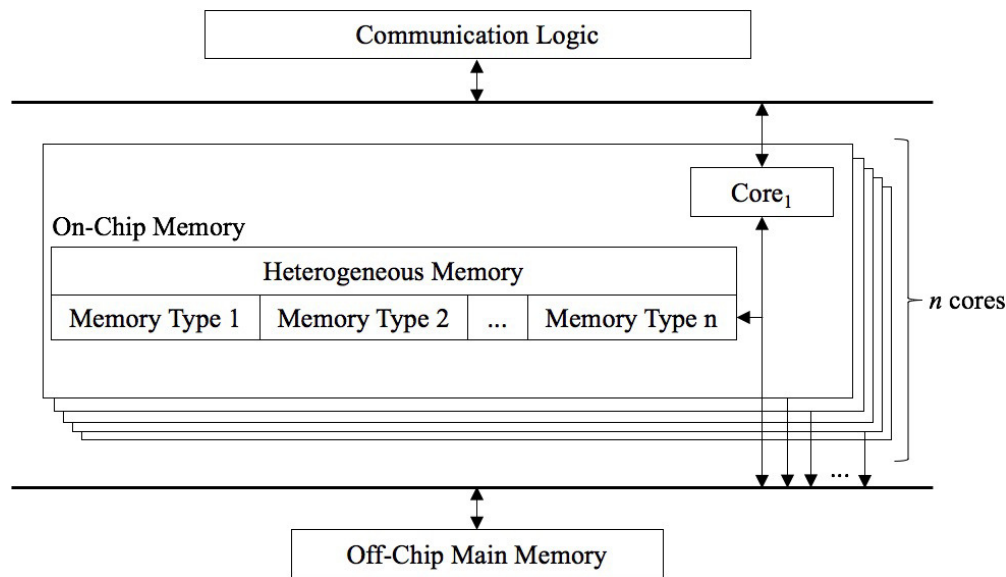 Communication Logic
Core₁
On-Chip Memory
Heterogeneous Memory
Memory Type 1 Memory Type 2 ... Memory Type n
n cores
...
Off-Chip Main Memory